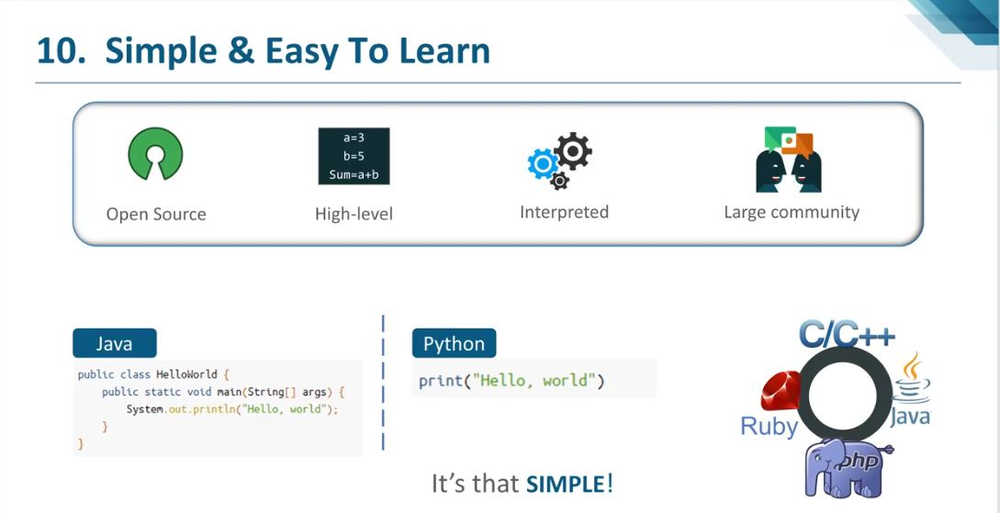 10. Simple & Easy To Learn
a=3
b=5
Sum=a+b
Open Source
High-level
Interpreted
Large community
Java
public class HelloWorld {
public static void main(String[] args) {
System.out.println("Hello, world");
}
}
Python
print("Hello, world")
C/C++
Ruby
Java
php
It's that SIMPLE!